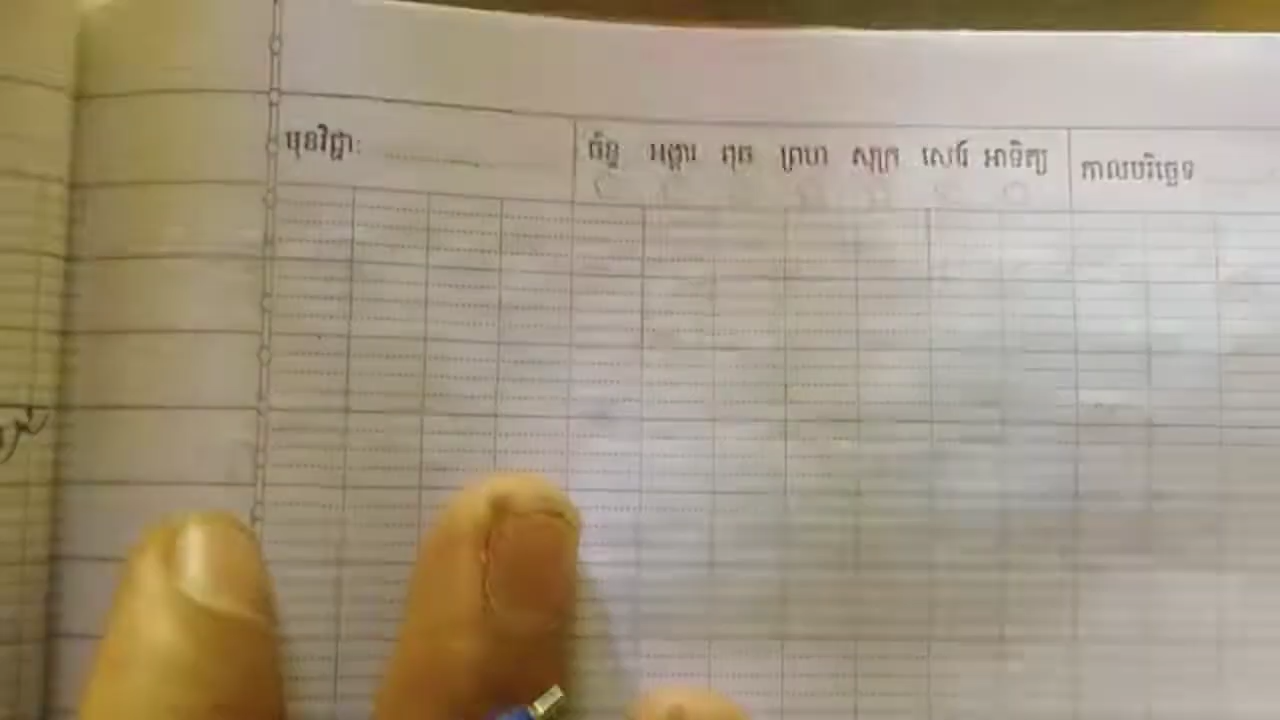 មុខវិជ្ជា: ....................
ច័ន្ទ អង្គារ ពុធ ព្រហ សុក្រ សៅរ៍ អាទិត្យ
កាលបរិច្ឆេទ